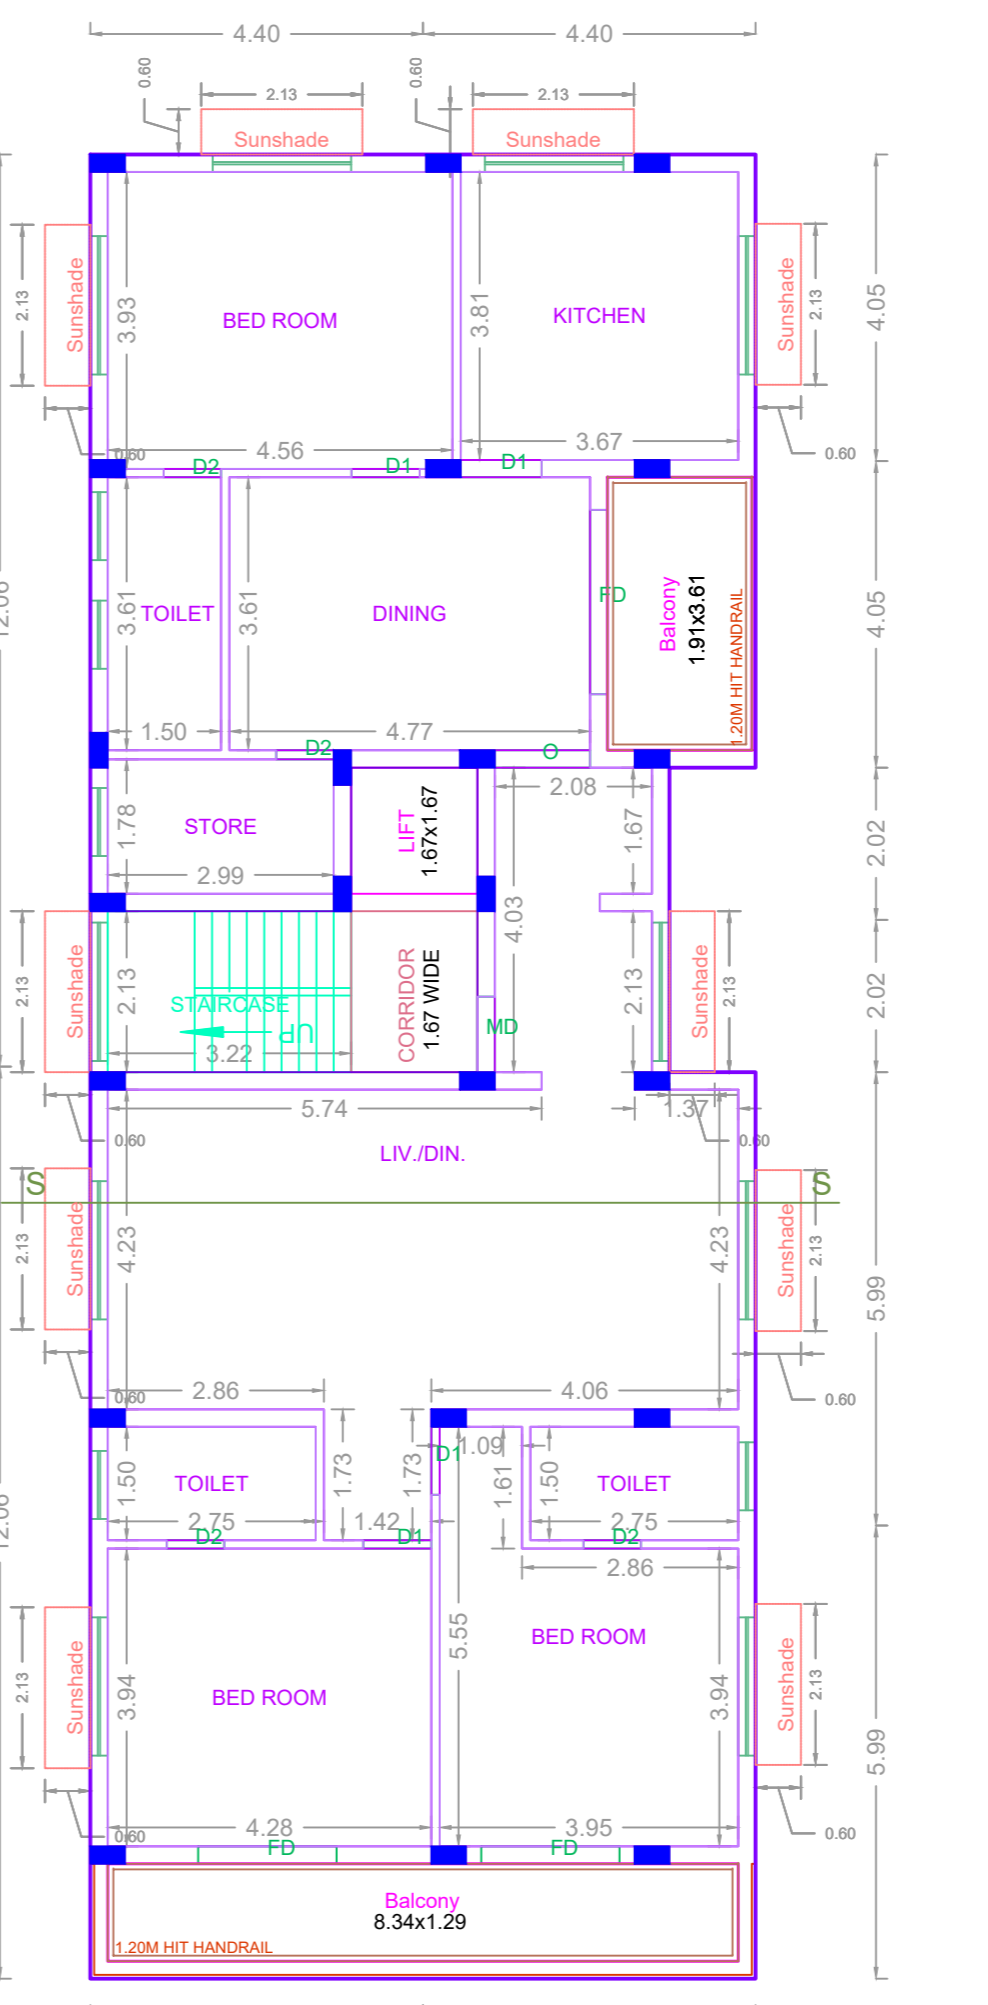 4.40
4.40
0.60
0.60
2.13
2.13
Sunshade
Sunshade
2.13
Sunshade
3.93
BED ROOM
3.81
KITCHEN
Sunshade
2.13
4.05
0.60
4.56
3.67
0.60
D2
D1
D1
3.61
TOILET
3.61
DINING
FD
Balcony
1.91x3.61
1.20M HIT HANDRAIL
4.05
1.50
4.77
D2
O
1.78
STORE
2.99
LIFT
1.67x1.67
2.08
1.67
2.02
4.03
2.13
Sunshade
2.13
STAIRCASE
UP
3.22
CORRIDOR
1.67 WIDE
MD
2.13
Sunshade
2.13
2.02
5.74
1.37
0.60
0.60
LIV./DIN.
S
S
2.13
Sunshade
4.23
4.23
Sunshade
2.13
5.99
0.60
2.86
4.06
0.60
1.50
TOILET
2.75
D2
1.73
1.73
1.42
D1
D1
1.09
1.61
1.50
TOILET
2.75
D2
2.86
5.55
BED ROOM
2.13
Sunshade
3.94
BED ROOM
3.94
Sunshade
2.13
5.99
0.60
4.28
3.95
0.60
FD
FD
Balcony
8.34x1.29
1.20M HIT HANDRAIL